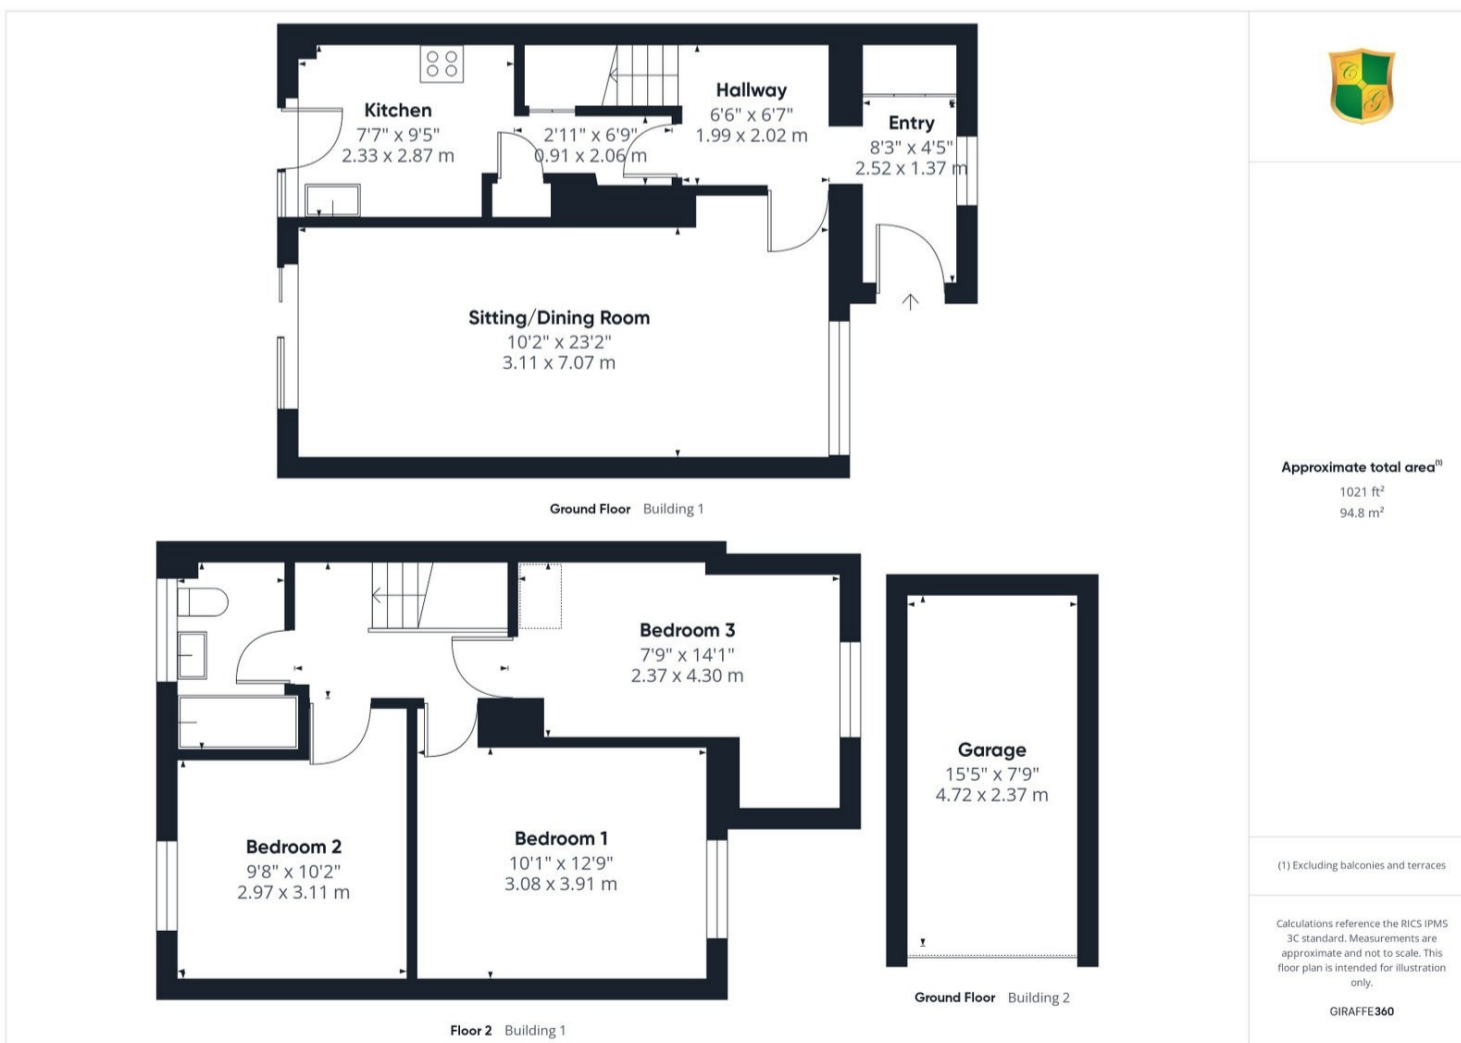 Kitchen
7'7" x 9'5"
2.33 x 2.87 m
2'11" x 6'9"
0.91 x 2.06 m
Hallway
6'6" x 6'7"
1.99 x 2.02 m
Entry
8'3" x 4'5"
2.52 x 1.37 m
Sitting/Dining Room
10'2" x 23'2"
3.11 x 7.07 m
Ground Floor Building 1
Bedroom 3
7'9" x 14'1"
2.37 x 4.30 m
Bedroom 2
9'8" x 10'2"
2.97 x 3.11 m
Bedroom 1
10'1" x 12'9"
3.08 x 3.91 m
Floor 2 Building 1
Garage
15'5" x 7'9"
4.72 x 2.37 m
Ground Floor Building 2
C
G
Approximate total area(1)
1021 ft²
94.8 m²
(1) Excluding balconies and terraces
Calculations reference the RICS IPMS
3C standard. Measurements are
approximate and not to scale. This
floor plan is intended for illustration
only.
GIRAFFE360